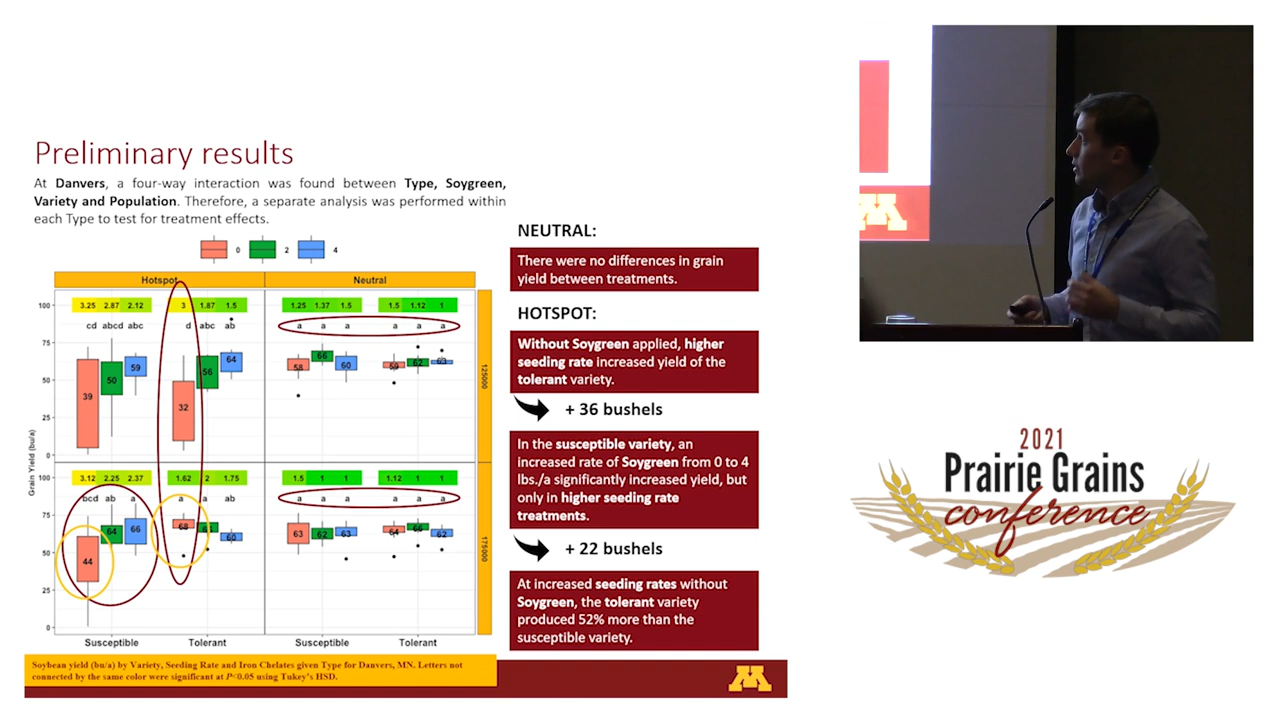 Preliminary results
At Danvers, a four-way interaction was found between Type, Soygreen,
Variety and Population. Therefore, a separate analysis was performed within
each Type to test for treatment effects.
0 2 4
Hotspot Neutral
100
75
50
25
0
Grain Yield (bu/a)
3.25 2.87 2.12 3 1.87 1.5 1.25 1.37 1.5 1.5 1.12 1
cd abcd abc d abc ab a a a a a a
39 50 59 32 56 64 58 66 60 59 62 63
125000
100
75
50
25
0
3.12 2.25 2.37 1.62 2 1.75 1.5 1 1 1.12 1 1
bcd ab a a a ab a a a a a a
44 64 66 68 60 63 62 63 64 62
175000
Susceptible Tolerant Susceptible Tolerant
Soybean yield (bu/a) by Variety, Seeding Rate and Iron Chelates given Type for Danvers, MN. Letters not
connected by the same color were significant at P<0.05 using Tukey's HSD.
NEUTRAL:
There were no differences in grain
yield between treatments.
HOTSPOT:
Without Soygreen applied, higher
seeding rate increased yield of the
tolerant variety.
+ 36 bushels
In the susceptible variety, an
increased rate of Soygreen from 0 to 4
lbs./a significantly increased yield, but
only in higher seeding rate
treatments.
+ 22 bushels
At increased seeding rates without
Soygreen, the tolerant variety
produced 52% more than the
susceptible variety.
M
M
2021
Prairie Grains
conference